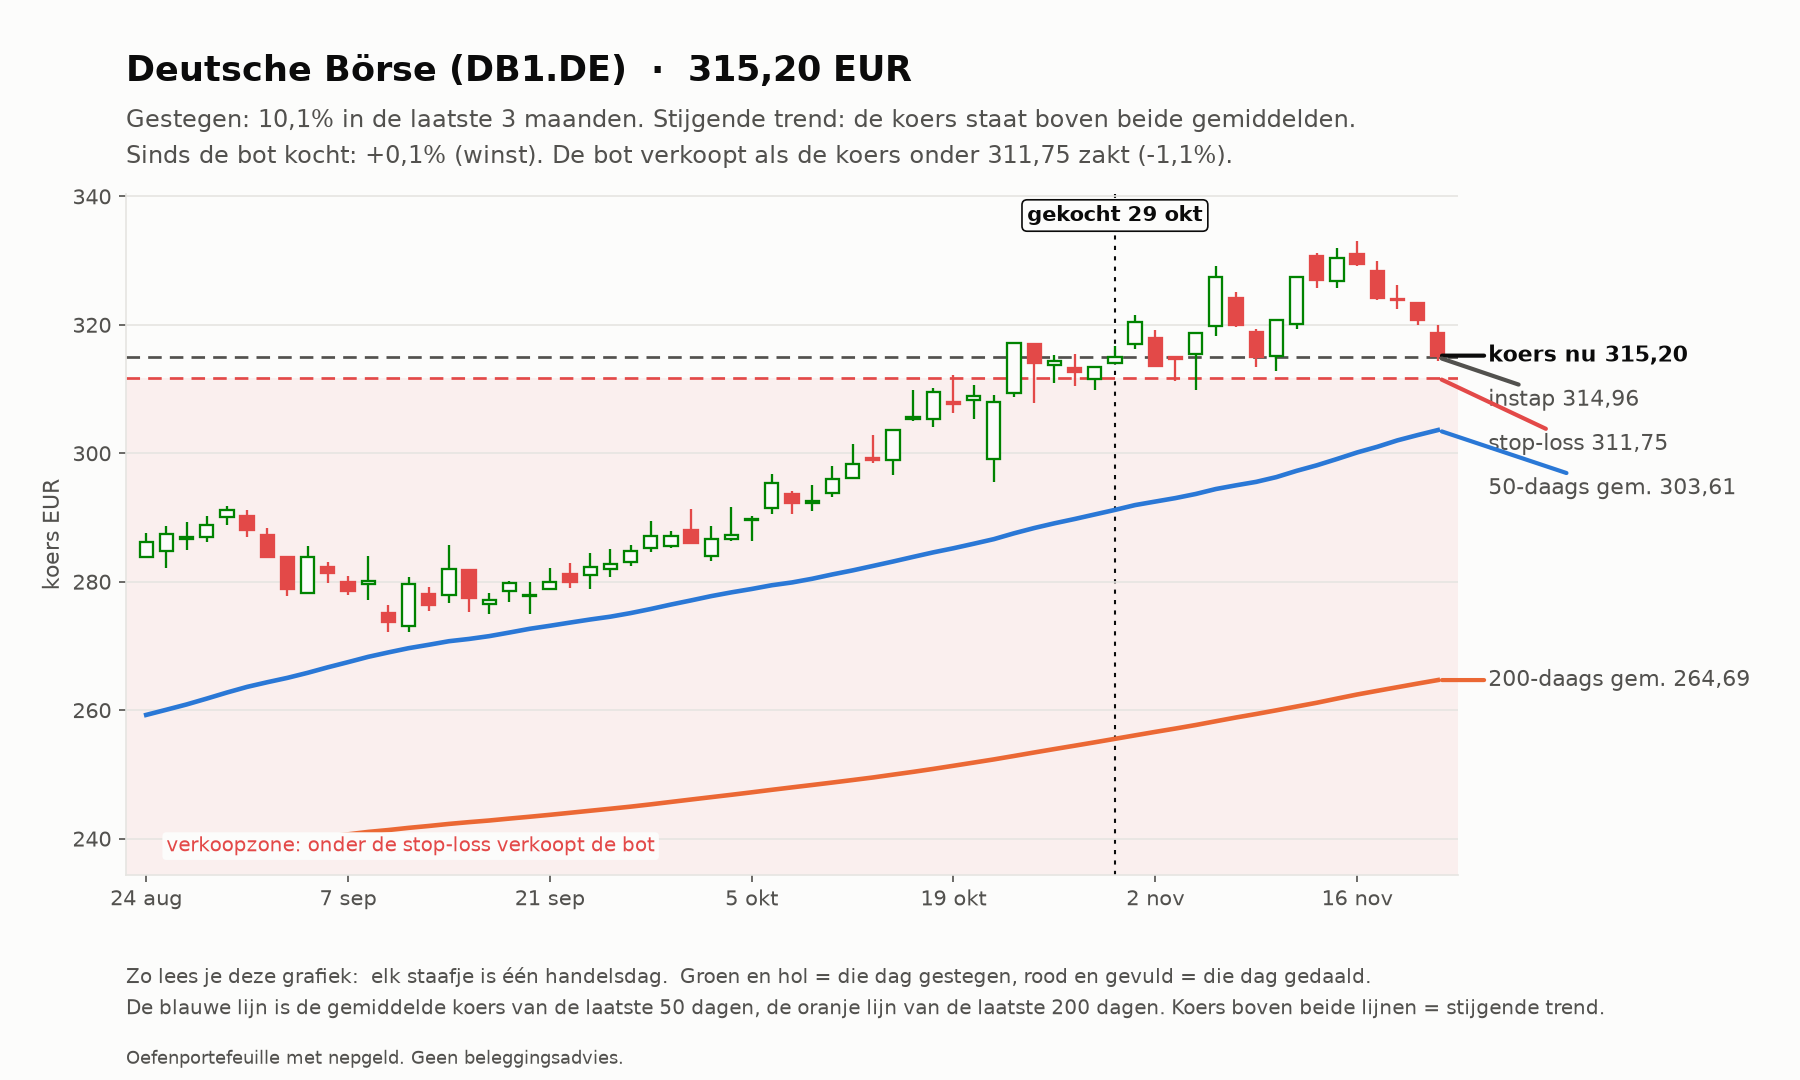 Deutsche Börse (DB1.DE) · 315,20 EUR
Gestegen: 10,1% in de laatste 3 maanden. Stijgende trend: de koers staat boven beide gemiddelden.
Sinds de bot kocht: +0,1% (winst). De bot verkoopt als de koers onder 311,75 zakt (-1,1%).
340
320
300
280
260
240
koers EUR
gekocht 29 okt
koers nu 315,20
instap 314,96
stop-loss 311,75
50-daags gem. 303,61
200-daags gem. 264,69
verkoopzone: onder de stop-loss verkoopt de bot
24 aug
7 sep
21 sep
5 okt
19 okt
2 nov
16 nov
Zo lees je deze grafiek: elk staafje is één handelsdag. Groen en hol = die dag gestegen, rood en gevuld = die dag gedaald.
De blauwe lijn is de gemiddelde koers van de laatste 50 dagen, de oranje lijn van de laatste 200 dagen. Koers boven beide lijnen = stijgende trend.
Oefenportefeuille met nepgeld. Geen beleggingsadvies.